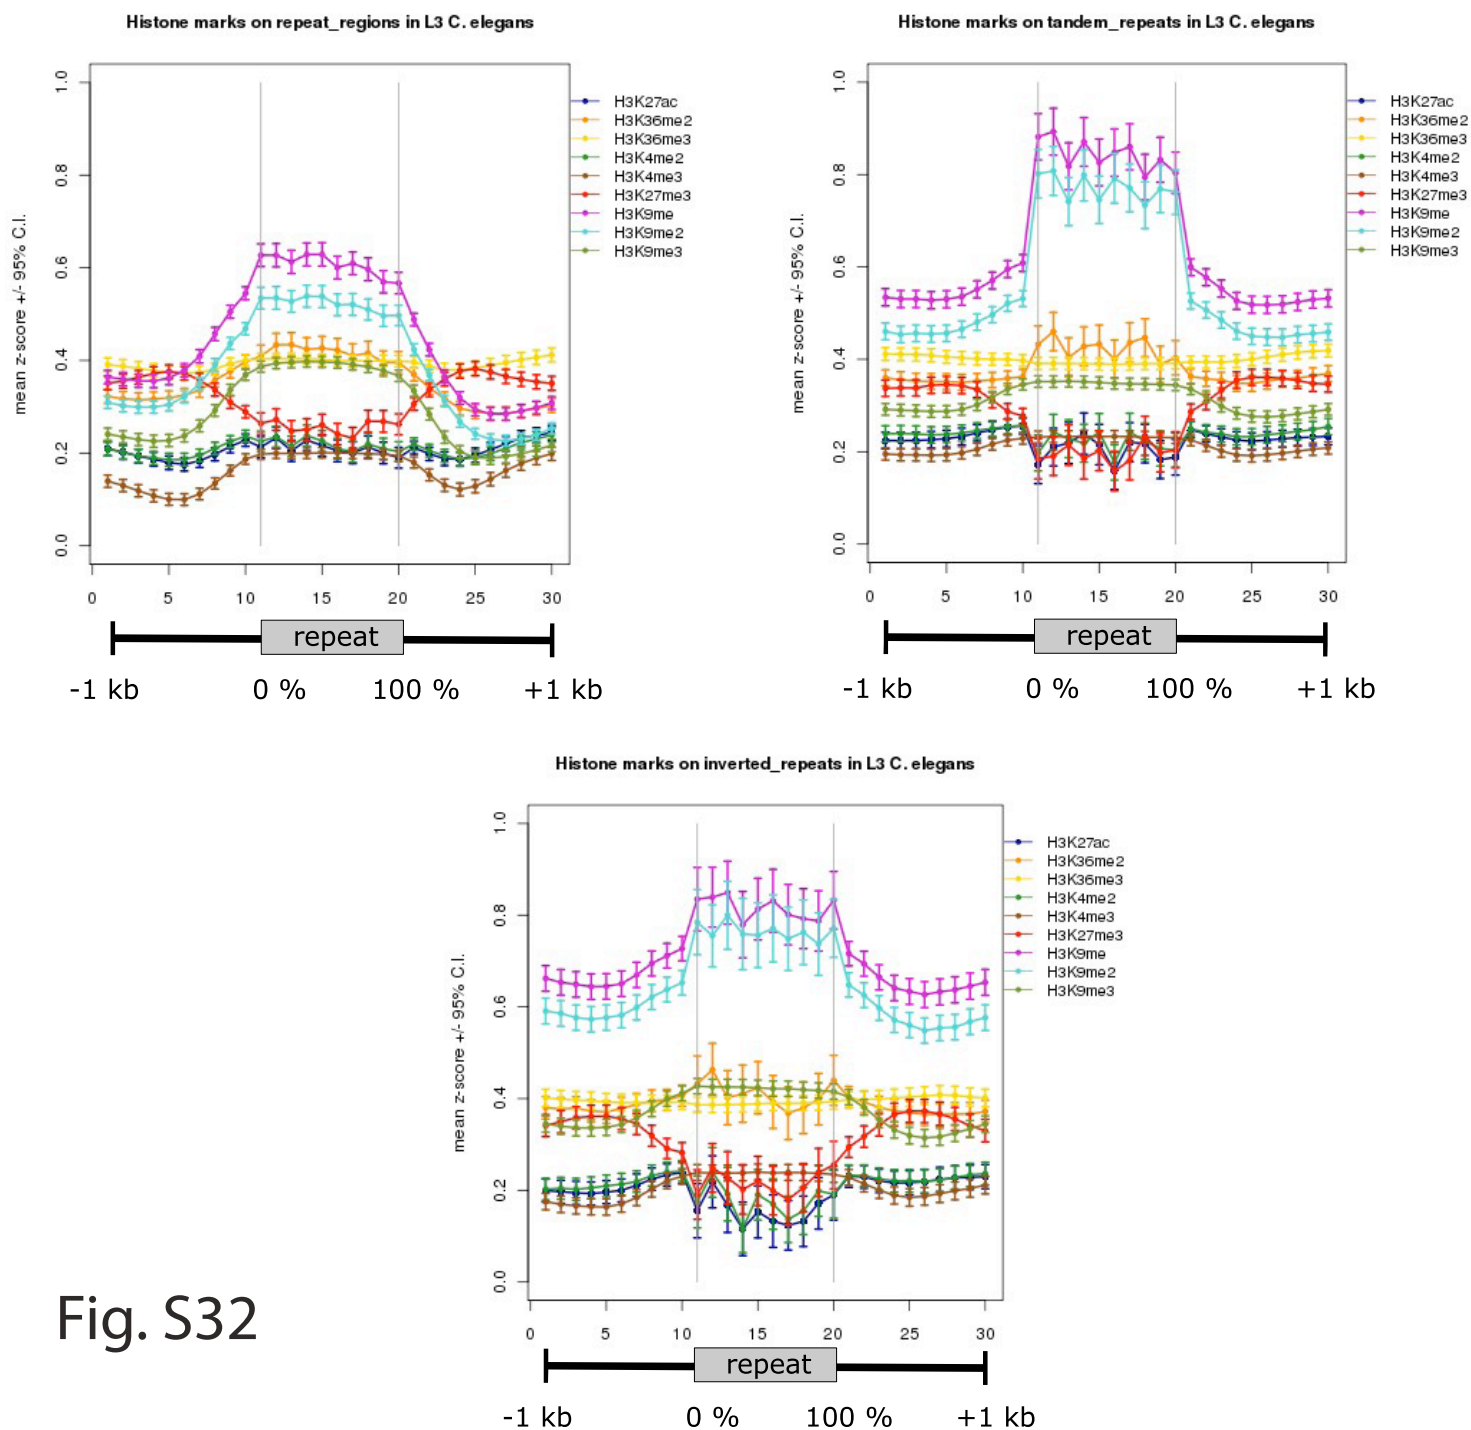 Histone marks on repeat_regions in L3 C. elegans
mean z-score +/- 95% C.I.
1.0
0.8
0.6
0.4
0.2
0.0
H3K27ac
H3K36me2
H3K36me3
H3K4me2
H3K4me3
H3K27me3
H3K9me
H3K9me2
H3K9me3
0 5 10 15 20 25 30
repeat
-1 kb 0 % 100 % +1 kb
Histone marks on tandem_repeats in L3 C. elegans
mean z-score +/- 95% C.I.
1.0
0.8
0.6
0.4
0.2
0.0
H3K27ac
H3K36me2
H3K36me3
H3K4me2
H3K4me3
H3K27me3
H3K9me
H3K9me2
H3K9me3
0 5 10 15 20 25 30
repeat
-1 kb 0 % 100 % +1 kb
Histone marks on inverted_repeats in L3 C. elegans
mean z-score +/- 95% C.I.
1.0
0.8
0.6
0.4
0.2
0.0
H3K27ac
H3K36me2
H3K36me3
H3K4me2
H3K4me3
H3K27me3
H3K9me
H3K9me2
H3K9me3
0 5 10 15 20 25 30
repeat
-1 kb 0 % 100 % +1 kb
Fig. S32